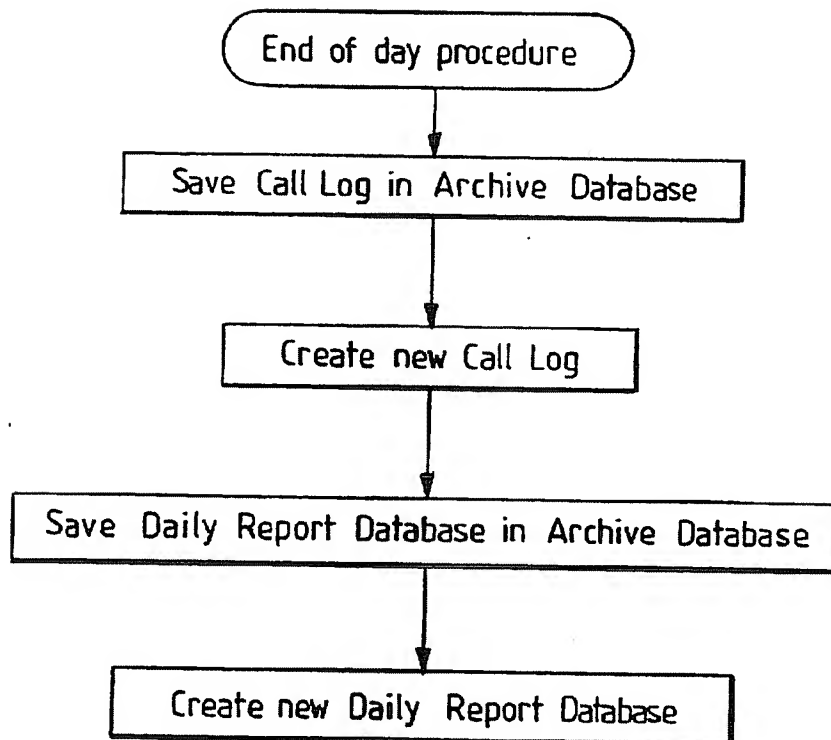 End of day procedure
Save Call Log in Archive Database
Create new Call Log
Save Daily Report Database in Archive Database
Create new Daily Report Database